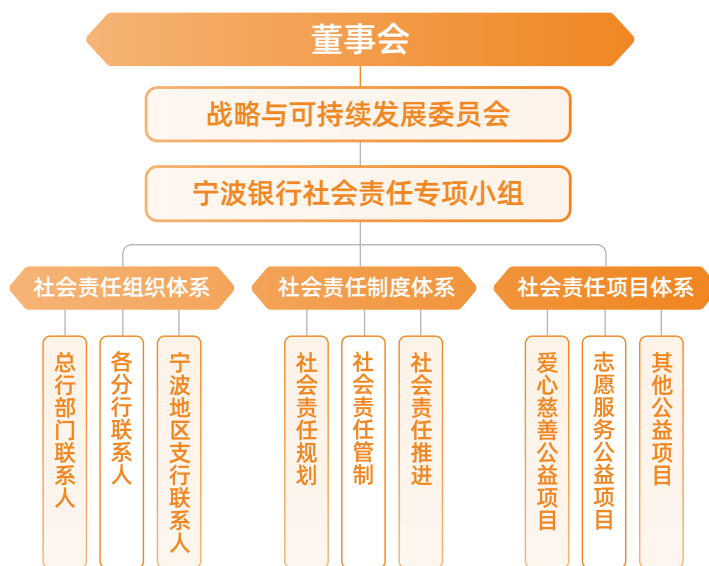 董事会
战略与可持续发展委员会
宁波银行社会责任专项小组
社会责任组织体系
社会责任制度体系
社会责任项目体系
总行部门联系人
各分行联系人
宁波地区支行联系人
社会责任规划
社会责任管制
社会责任推进
爱心慈善公益项目
志愿服务公益项目
其他公益项目